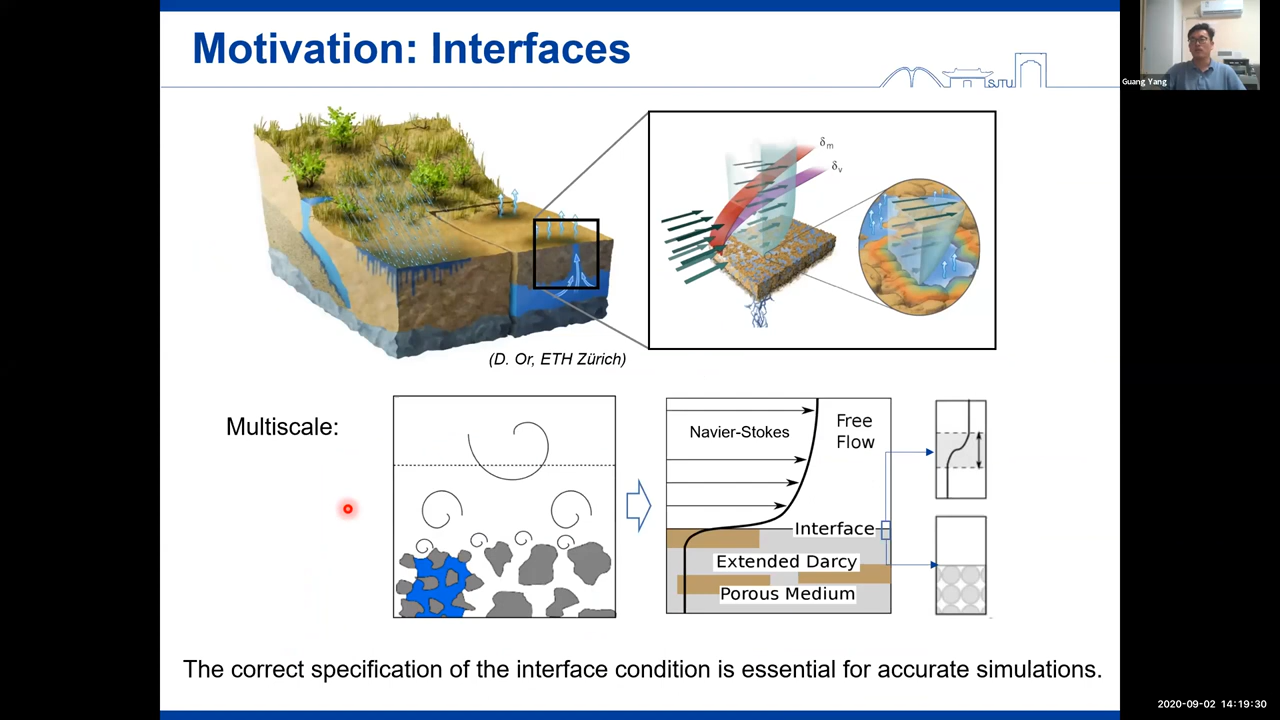 Motivation: Interfaces
SJTU
Guang Yang
δm
δv
(D. Or, ETH Zürich)
Multiscale:
Navier-Stokes
Free
Flow
Interface
Extended Darcy
Porous Medium
The correct specification of the interface condition is essential for accurate simulations.
2020-09-02 14:19:30